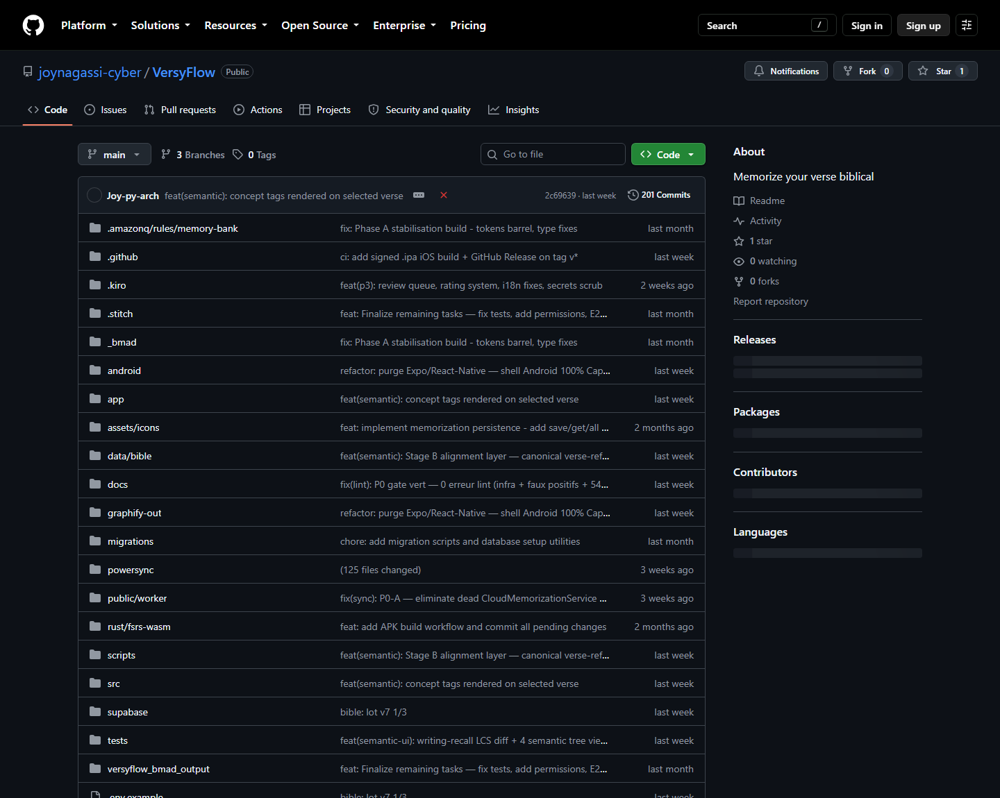 Platform Solutions Resources Open Source Enterprise Pricing Search / Sign in Sign up
joynagassi-cyber / VersyFlow Public Notifications Fork 0 Star 1
Code Issues Pull requests Actions Projects Security and quality Insights
main 3 Branches 0 Tags Go to file Code
Joy-py-arch feat(semantic): concept tags rendered on selected verse 2c69639 · last week 201 Commits
.amazonq/rules/memory-bank fix: Phase A stabilisation build - tokens barrel, type fixes last month
.github ci: add signed .ipa iOS build + GitHub Release on tag v* last week
.kiro feat(p3): review queue, rating system, i18n fixes, secrets scrub 2 weeks ago
.stitch feat: Finalize remaining tasks — fix tests, add permissions, E2... last month
_bmad fix: Phase A stabilisation build - tokens barrel, type fixes last month
android refactor: purge Expo/React-Native — shell Android 100% Cap... last week
app feat(semantic): concept tags rendered on selected verse last week
assets/icons feat: implement memorization persistence - add save/get/all ... 2 months ago
data/bible feat(semantic): Stage B alignment layer — canonical verse-ref... last week
docs fix(lint): P0 gate vert — 0 erreur lint (infra + faux positifs + 54... last week
graphify-out refactor: purge Expo/React-Native — shell Android 100% Cap... last week
migrations chore: add migration scripts and database setup utilities last month
powersync (125 files changed) 3 weeks ago
public/worker fix(sync): P0-A — eliminate dead CloudMemorizationService ... 3 weeks ago
rust/fsrs-wasm feat: add APK build workflow and commit all pending changes 2 months ago
scripts feat(semantic): Stage B alignment layer — canonical verse-ref... last week
src feat(semantic): concept tags rendered on selected verse last week
supabase bible: lot v7 1/3 last week
tests feat(semantic-ui): writing-recall LCS diff + 4 semantic tree vie... last week
versyflow_bmad_output feat: Finalize remaining tasks — fix tests, add permissions, E2... last month
.env.example bible: lot v7 1/3 last week
About
Memorize your verse biblical
Readme
Activity
1 star
0 watching
0 forks
Report repository
Releases
Packages
Contributors
Languages